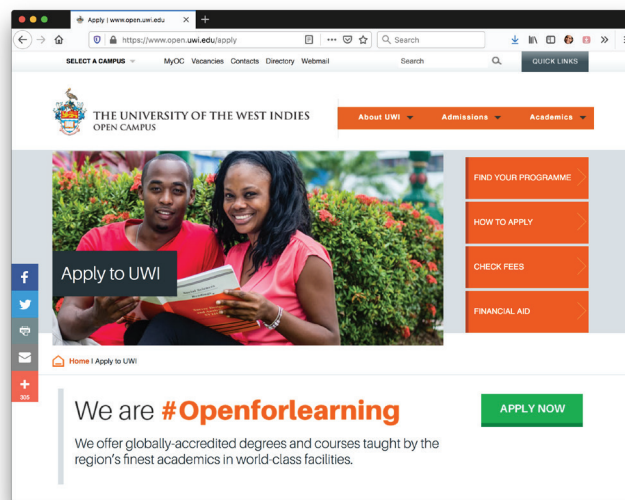 Apply | www.open.uwi.edu
https://www.open.uwi.edu/apply
Search
SELECT A CAMPUS
MyOC Vacancies Contacts Directory Webmail
Search
QUICK LINKS
THE UNIVERSITY OF THE WEST INDIES
OPEN CAMPUS
About UWI
Admissions
Academics
FIND YOUR PROGRAMME
HOW TO APPLY
CHECK FEES
FINANCIAL AID
Apply to UWI
305
Home | Apply to UWI
We are #Openforlearning
APPLY NOW
We offer globally-accredited degrees and courses taught by the
region's finest academics in world-class facilities.